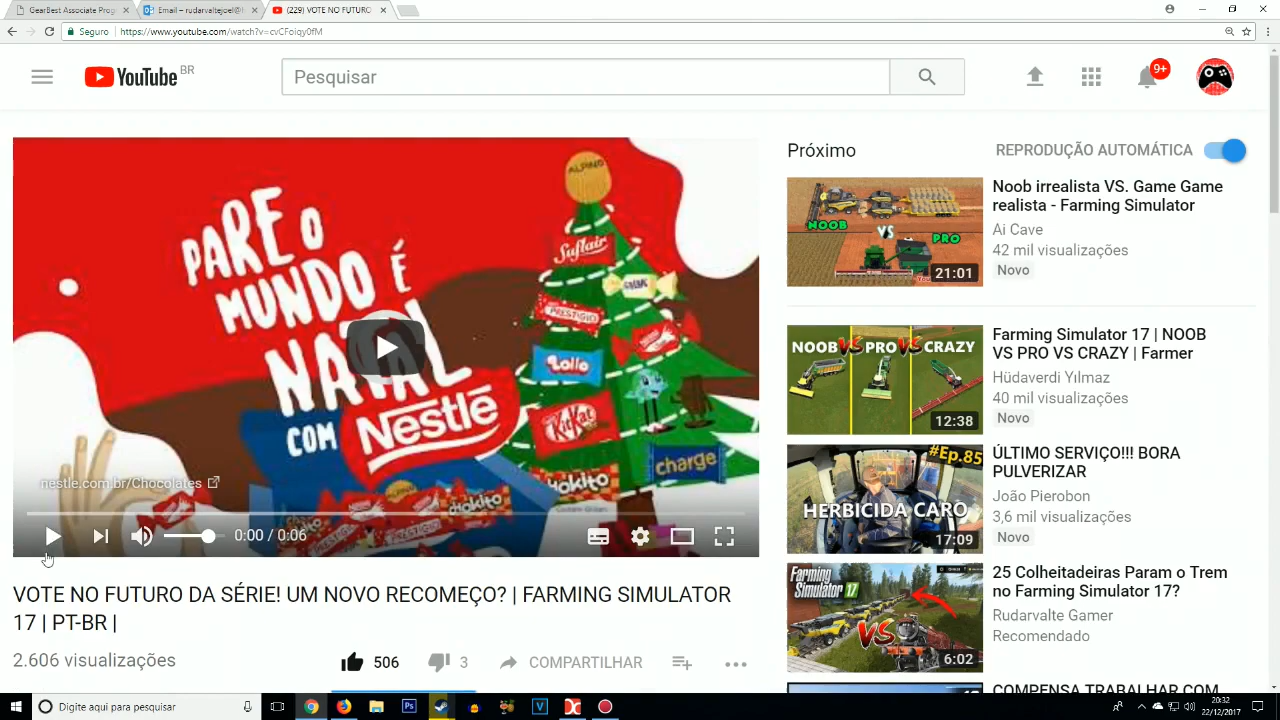 GearBest Associate Prog
Email – rudarvaltejoel@
(229) VOTE NO FUTURO
Seguro
https://www.youtube.com/watch?v=cvCFoiqy0fM
YouTube BR
Pesquisar
9+
PARE O
MUNDO É
NATAL
COM Nestlé
ALPINO
Suflair
PRESTÍGIO
Lollo
KitKat
charge
diokito
nestle.com.br/Chocolates
0:00 / 0:06
VOTE NO FUTURO DA SÉRIE! UM NOVO RECOMEÇO? | FARMING SIMULATOR
17 | PT-BR |
2.606 visualizações
506
3
COMPARTILHAR
Próximo
REPRODUÇÃO AUTOMÁTICA
NOOB
VS
PRO
21:01
Noob irrealista VS. Game Game
realista - Farming Simulator
Ai Cave
42 mil visualizações
Novo
NOOB VS PRO VS CRAZY
12:38
Farming Simulator 17 | NOOB
VS PRO VS CRAZY | Farmer
Hüdaverdi Yılmaz
40 mil visualizações
Novo
#Ep.85
HERBICIDA CARO
17:09
ÚLTIMO SERVIÇO!!! BORA
PULVERIZAR
João Pierobon
3,6 mil visualizações
Novo
Farming
Simulator 17
VS
6:02
25 Colheitadeiras Param o Trem
no Farming Simulator 17?
Rudarvalte Gamer
Recomendado
COMPENSA TRABALHAR COM
Digite aqui para pesquisar
20:32
22/12/2017